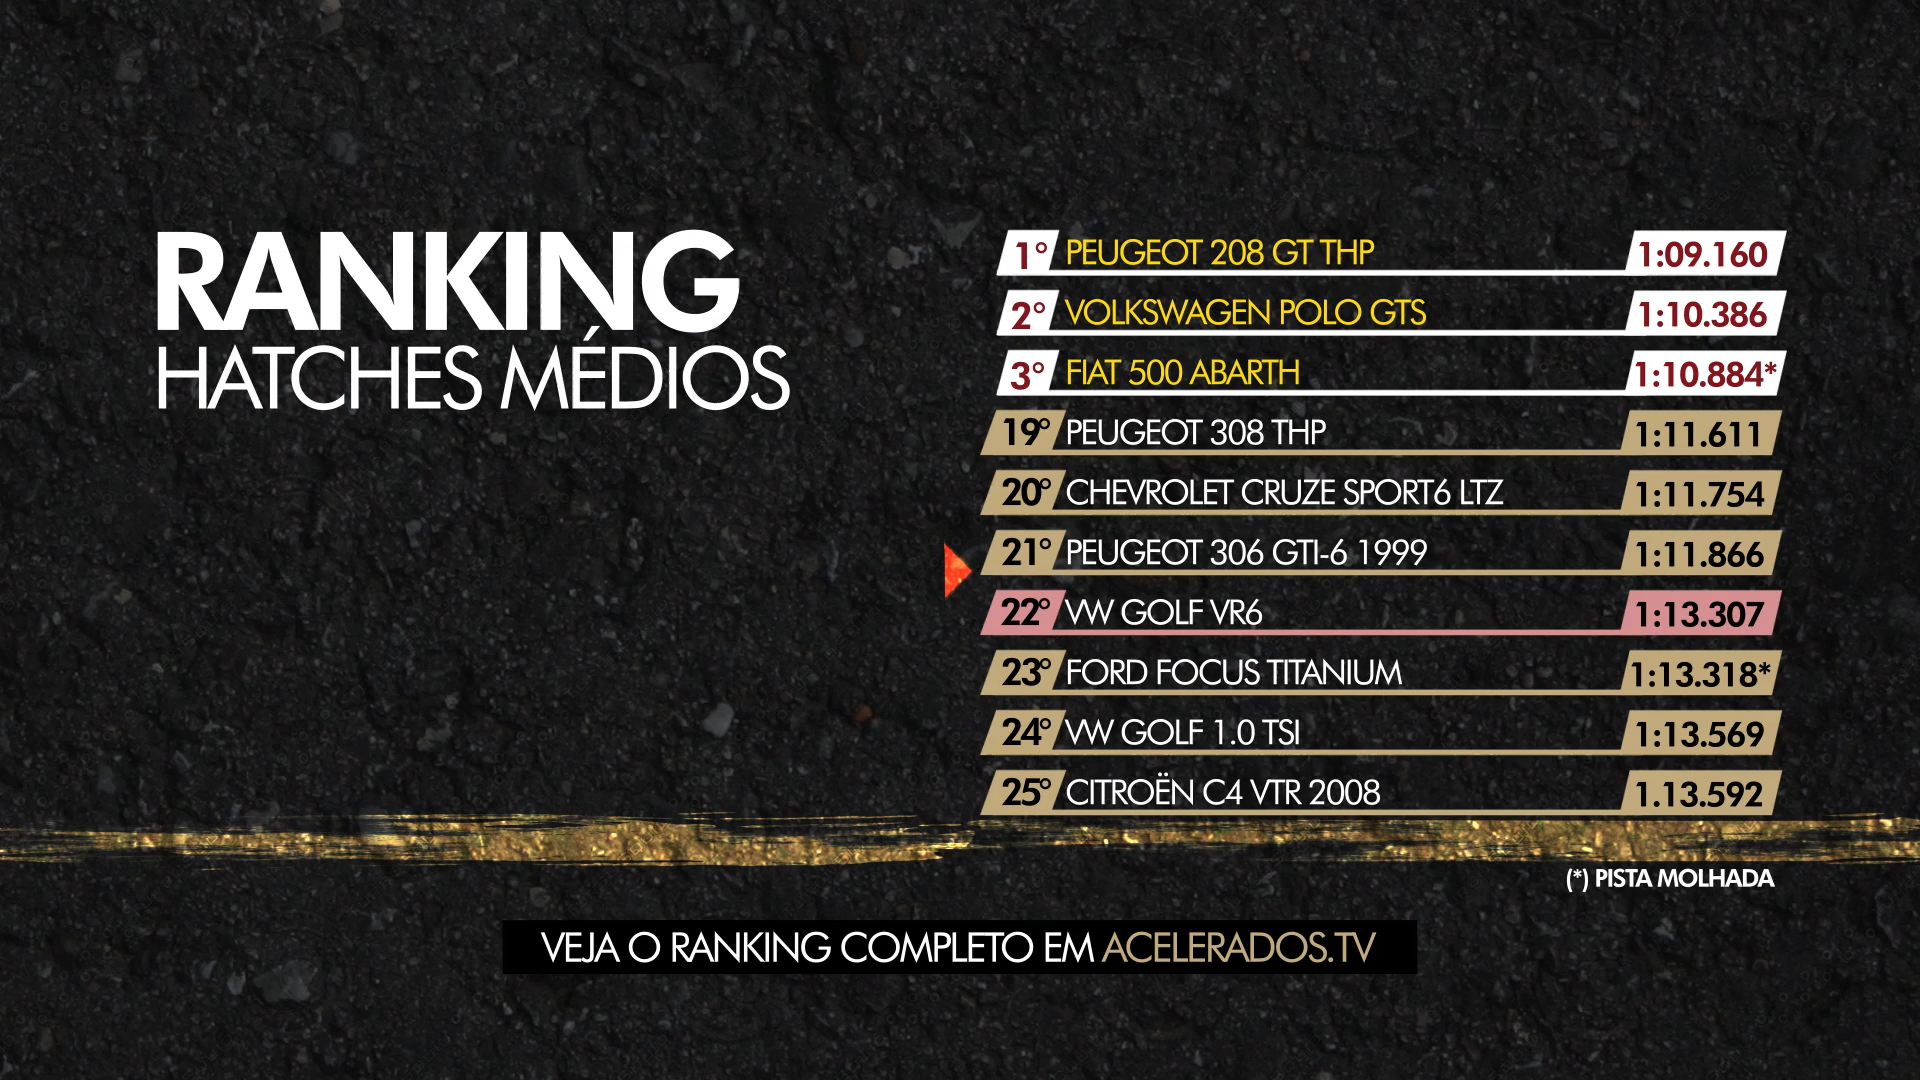 RANKING
HATCHES MÉDIOS
1° PEUGEOT 208 GT THP 1:09.160
2° VOLKSWAGEN POLO GTS 1:10.386
3° FIAT 500 ABARTH 1:10.884*
19° PEUGEOT 308 THP 1:11.611
20° CHEVROLET CRUZE SPORT6 LTZ 1:11.754
21° PEUGEOT 306 GTI-6 1999 1:11.866
22° VW GOLF VR6 1:13.307
23° FORD FOCUS TITANIUM 1:13.318*
24° VW GOLF 1.0 TSI 1:13.569
25° CITROËN C4 VTR 2008 1.13.592
(*) PISTA MOLHADA
VEJA O RANKING COMPLETO EM ACELERADOS.TV